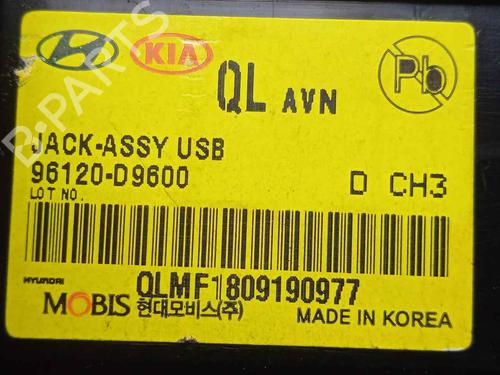 KIA
QL AVN
Pb
JACK-ASSY USB
96120-D9600 D CH3
LOT NO.
QLMF1809190977
HYUNDAI
MOBIS 현대모비스(주)
MADE IN KOREA
B-PARTS